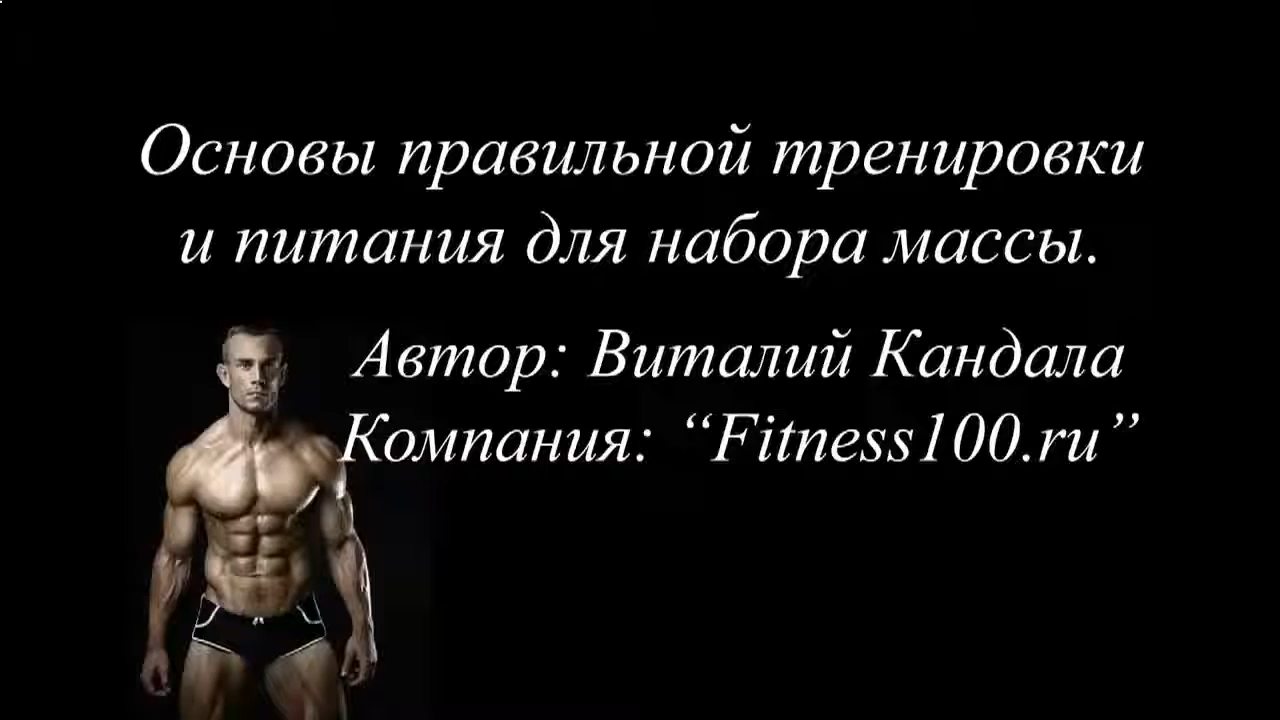 Основы правильной тренировки
и питания для набора массы.
Автор: Виталий Кандала
Компания: “Fitness100.ru”